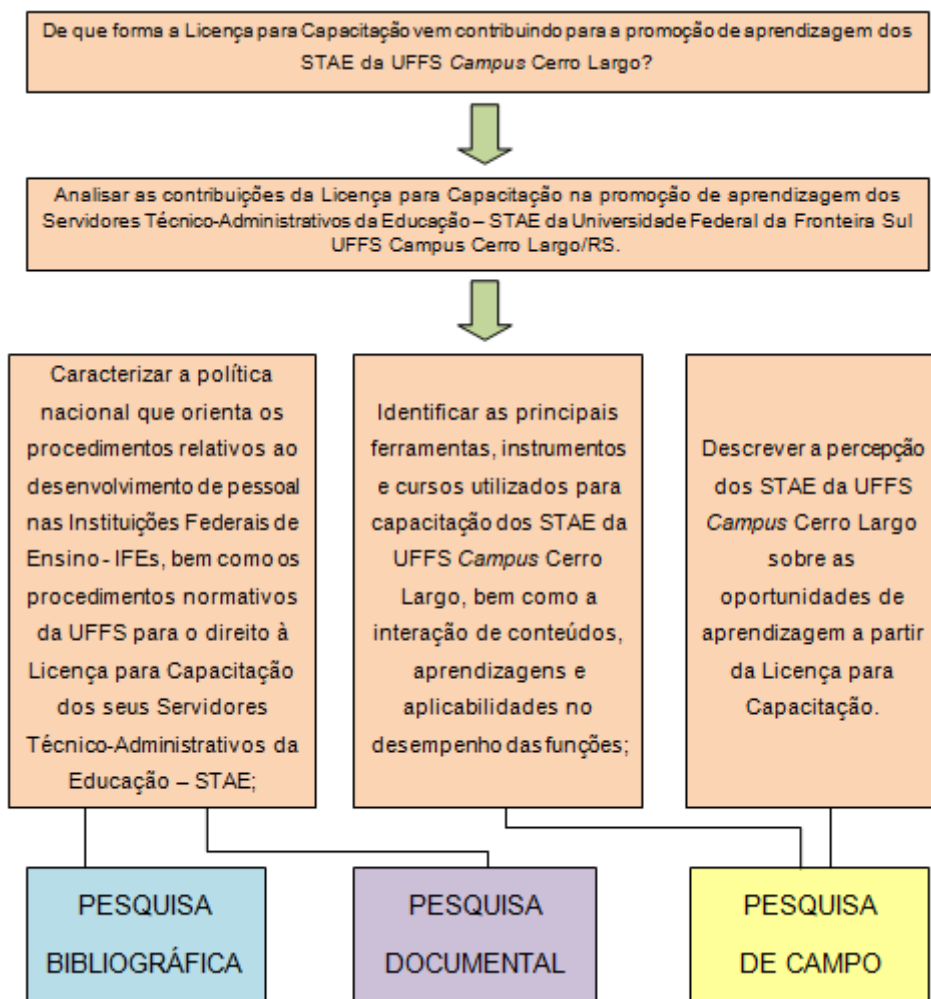 De que forma a Licença para Capacitação vem contribuindo para a promoção de aprendizagem dos
STAE da UFFS Campus Cerro Largo?
Analisar as contribuições da Licença para Capacitação na promoção de aprendizagem dos
Servidores Técnico-Administrativos da Educação – STAE da Universidade Federal da Fronteira Sul
UFFS Campus Cerro Largo/RS.
Caracterizar a política
nacional que orienta os
procedimentos relativos ao
desenvolvimento de pessoal
nas Instituições Federais de
Ensino - IFEs, bem como os
procedimentos normativos
da UFFS para o direito à
Licença para Capacitação
dos seus Servidores
Técnico-Administrativos da
Educação – STAE;
Identificar as principais
ferramentas, instrumentos
e cursos utilizados para
capacitação dos STAE da
UFFS Campus Cerro
Largo, bem como a
interação de conteúdos,
aprendizagens e
aplicabilidades no
desempenho das funções;
Descrever a percepção
dos STAE da UFFS
Campus Cerro Largo
sobre as
oportunidades de
aprendizagem a partir
da Licença para
Capacitação.
PESQUISA
BIBLIOGRÁFICA
PESQUISA
DOCUMENTAL
PESQUISA
DE CAMPO